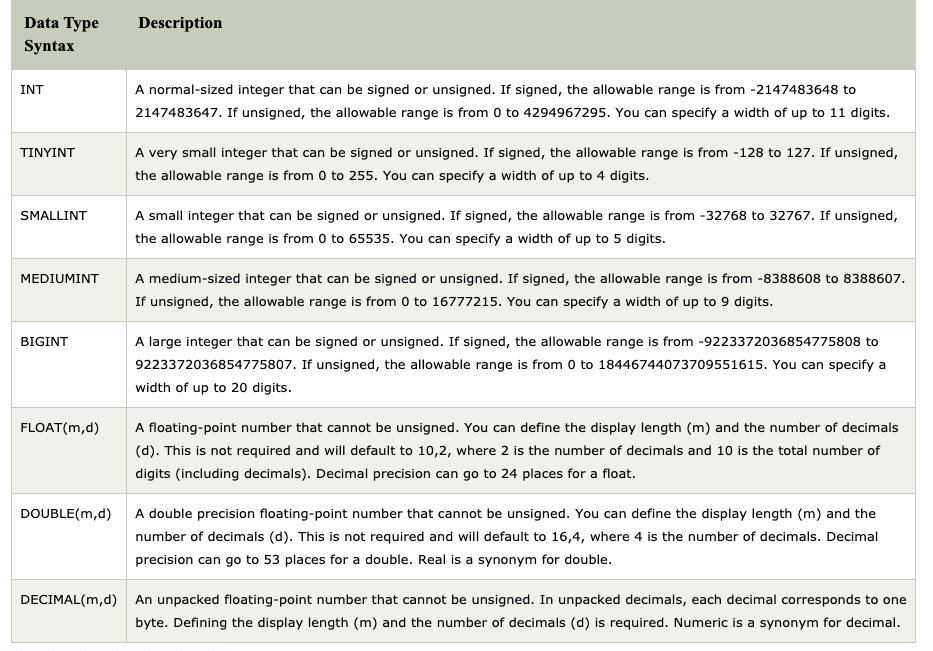 Data Type Description
Syntax
INT A normal-sized integer that can be signed or unsigned. If signed, the allowable range is from -2147483648 to
2147483647. If unsigned, the allowable range is from 0 to 4294967295. You can specify a width of up to 11 digits.
TINYINT A very small integer that can be signed or unsigned. If signed, the allowable range is from -128 to 127. If unsigned,
the allowable range is from 0 to 255. You can specify a width of up to 4 digits.
SMALLINT A small integer that can be signed or unsigned. If signed, the allowable range is from -32768 to 32767. If unsigned,
the allowable range is from 0 to 65535. You can specify a width of up to 5 digits.
MEDIUMINT A medium-sized integer that can be signed or unsigned. If signed, the allowable range is from -8388608 to 8388607.
If unsigned, the allowable range is from 0 to 16777215. You can specify a width of up to 9 digits.
BIGINT A large integer that can be signed or unsigned. If signed, the allowable range is from -9223372036854775808 to
9223372036854775807. If unsigned, the allowable range is from 0 to 18446744073709551615. You can specify a
width of up to 20 digits.
FLOAT(m,d) A floating-point number that cannot be unsigned. You can define the display length (m) and the number of decimals
(d). This is not required and will default to 10,2, where 2 is the number of decimals and 10 is the total number of
digits (including decimals). Decimal precision can go to 24 places for a float.
DOUBLE(m,d) A double precision floating-point number that cannot be unsigned. You can define the display length (m) and the
number of decimals (d). This is not required and will default to 16,4, where 4 is the number of decimals. Decimal
precision can go to 53 places for a double. Real is a synonym for double.
DECIMAL(m,d) An unpacked floating-point number that cannot be unsigned. In unpacked decimals, each decimal corresponds to one
byte. Defining the display length (m) and the number of decimals (d) is required. Numeric is a synonym for decimal.